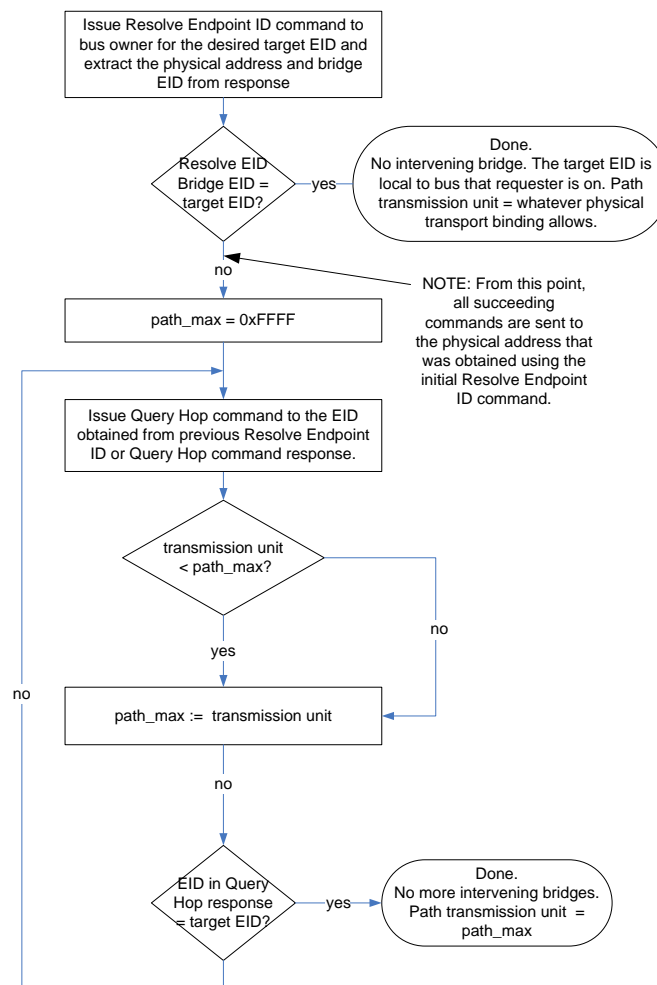 Issue Resolve Endpoint ID command to
bus owner for the desired target EID and
extract the physical address and bridge
EID from response
Resolve EID
Bridge EID =
target EID?
yes
Done.
No intervening bridge. The target EID is
local to bus that requester is on. Path
transmission unit = whatever physical
transport binding allows.
no
NOTE: From this point,
all succeeding
commands are sent to
the physical address that
was obtained using the
initial Resolve Endpoint
ID command.
path_max = 0xFFFF
Issue Query Hop command to the EID
obtained from previous Resolve Endpoint
ID or Query Hop command response.
transmission unit
< path_max?
no
yes
no
path_max := transmission unit
no
EID in Query
Hop response
= target EID?
yes
Done.
No more intervening bridges.
Path transmission unit =
path_max